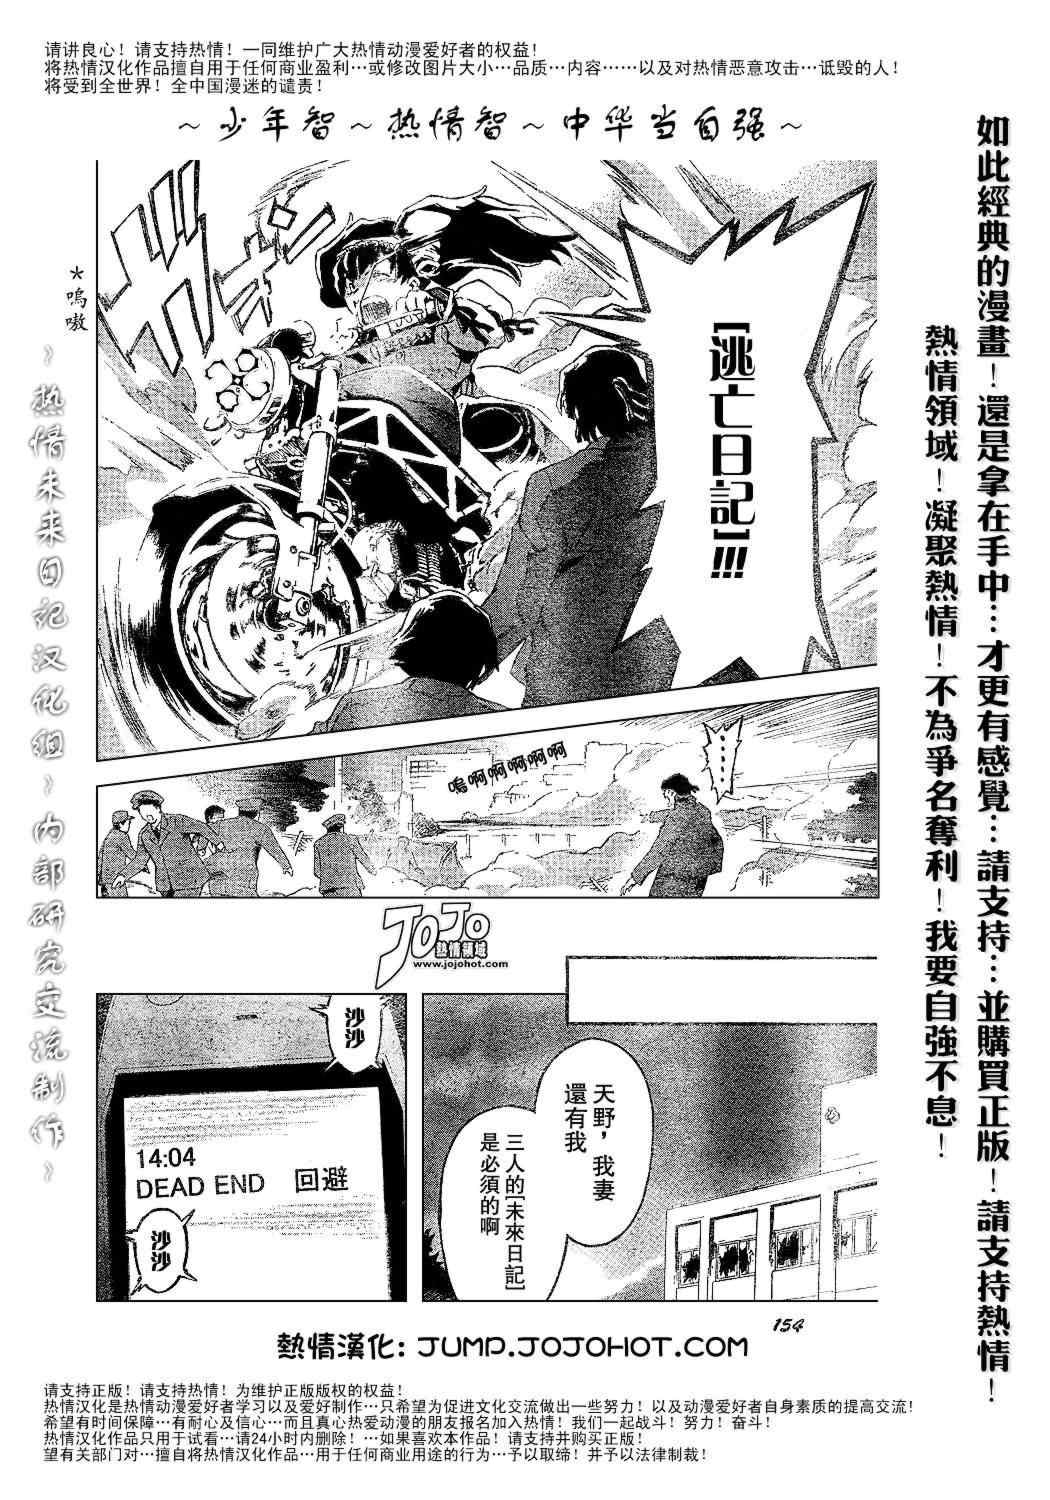 请讲良心！请支持热情！一同维护广大热情动漫爱好者的权益！
将热情汉化作品擅自用于任何商业盈利…或修改图片大小…品质…内容……以及对热情恶意攻击…诋毁的人！
将受到全世界！全中国漫迷的谴责！
～少年智～热情智～中华当自强～
如此經典的漫畫！還是拿在手中…才更有感覺…請支持…並購買正版！請支持熱情！
熱情領域！凝聚熱情！不為爭名奪利！我要自強不息！
[逃亡日記]!!!
*嗚嗷
～热情未来日记汉化组～内部研究交流制作～
……
嗚啊啊啊啊啊
JOJO
熱情領域
www.jojohot.com
天野，我妻
還有我
三人的[未來日記]
是必須的啊
沙沙
14:04
DEAD END 回避
沙沙
154
熱情漢化: JUMP.JOJOHOT.COM
请支持正版！请支持热情！为维护正版版权的权益！
热情汉化是热情动漫爱好者学习以及爱好制作…只希望为促进文化交流做出一些努力！以及动漫爱好者自身素质的提高交流！
希望有时间保障…有耐心及信心…而且真心热爱动漫的朋友报名加入热情！我们一起战斗！努力！奋斗！
热情汉化作品只用于试看…请24小时内删除！…如果喜欢本作品！请支持并购买正版！
望有关部门对…擅自将热情汉化作品…用于任何商业用途的行为…予以取缔！并予以法律制裁！